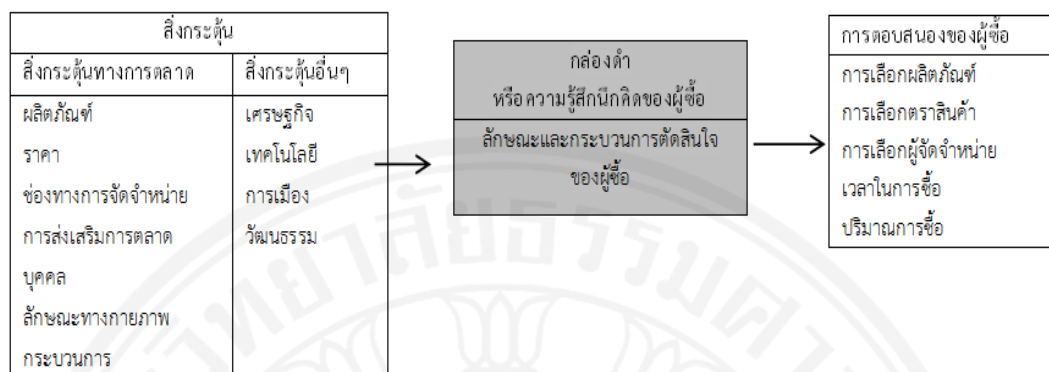 สิ่งกระตุ้น
สิ่งกระตุ้นทางการตลาด
ผลิตภัณฑ์
ราคา
ช่องทางการจัดจำหน่าย
การส่งเสริมการตลาด
บุคคล
ลักษณะทางกายภาพ
กระบวนการ
สิ่งกระตุ้นอื่นๆ
เศรษฐกิจ
เทคโนโลยี
การเมือง
วัฒนธรรม
กล่องดำ
หรือความรู้สึกนึกคิดของผู้ซื้อ
ลักษณะและกระบวนการตัดสินใจ
ของผู้ซื้อ
การตอบสนองของผู้ซื้อ
การเลือกผลิตภัณฑ์
การเลือกตราสินค้า
การเลือกผู้จัดจำหน่าย
เวลาในการซื้อ
ปริมาณการซื้อ